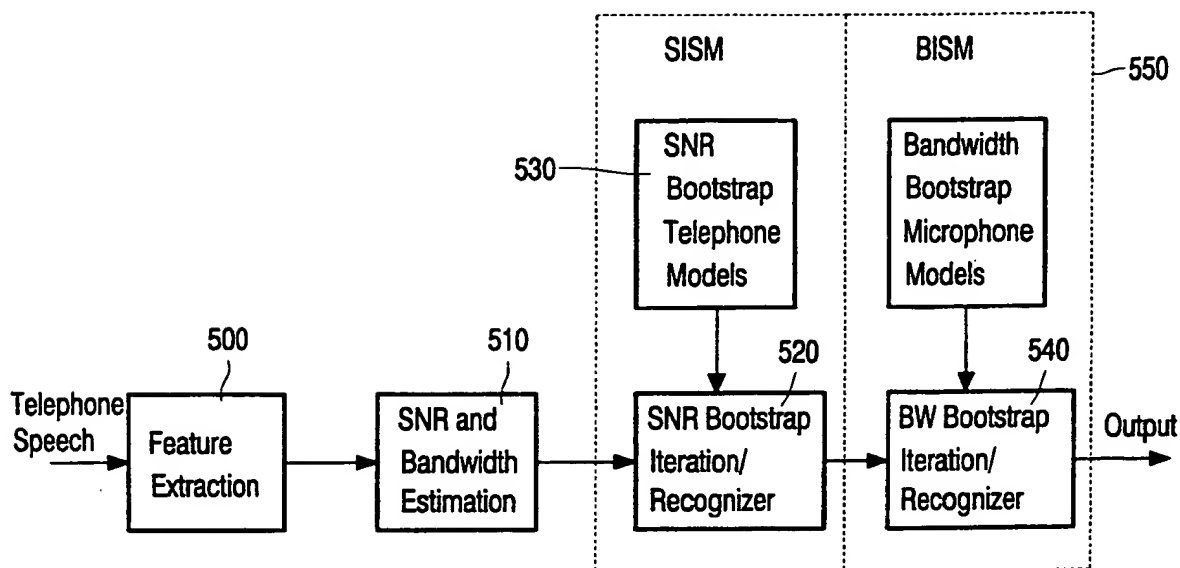 SISM
BISM
550
530
SNR
Bootstrap
Telephone
Models
Bandwidth
Bootstrap
Microphone
Models
500
510
520
540
Telephone
Speech
Feature
Extraction
SNR and
Bandwidth
Estimation
SNR Bootstrap
Iteration/
Recognizer
BW Bootstrap
Iteration/
Recognizer
Output